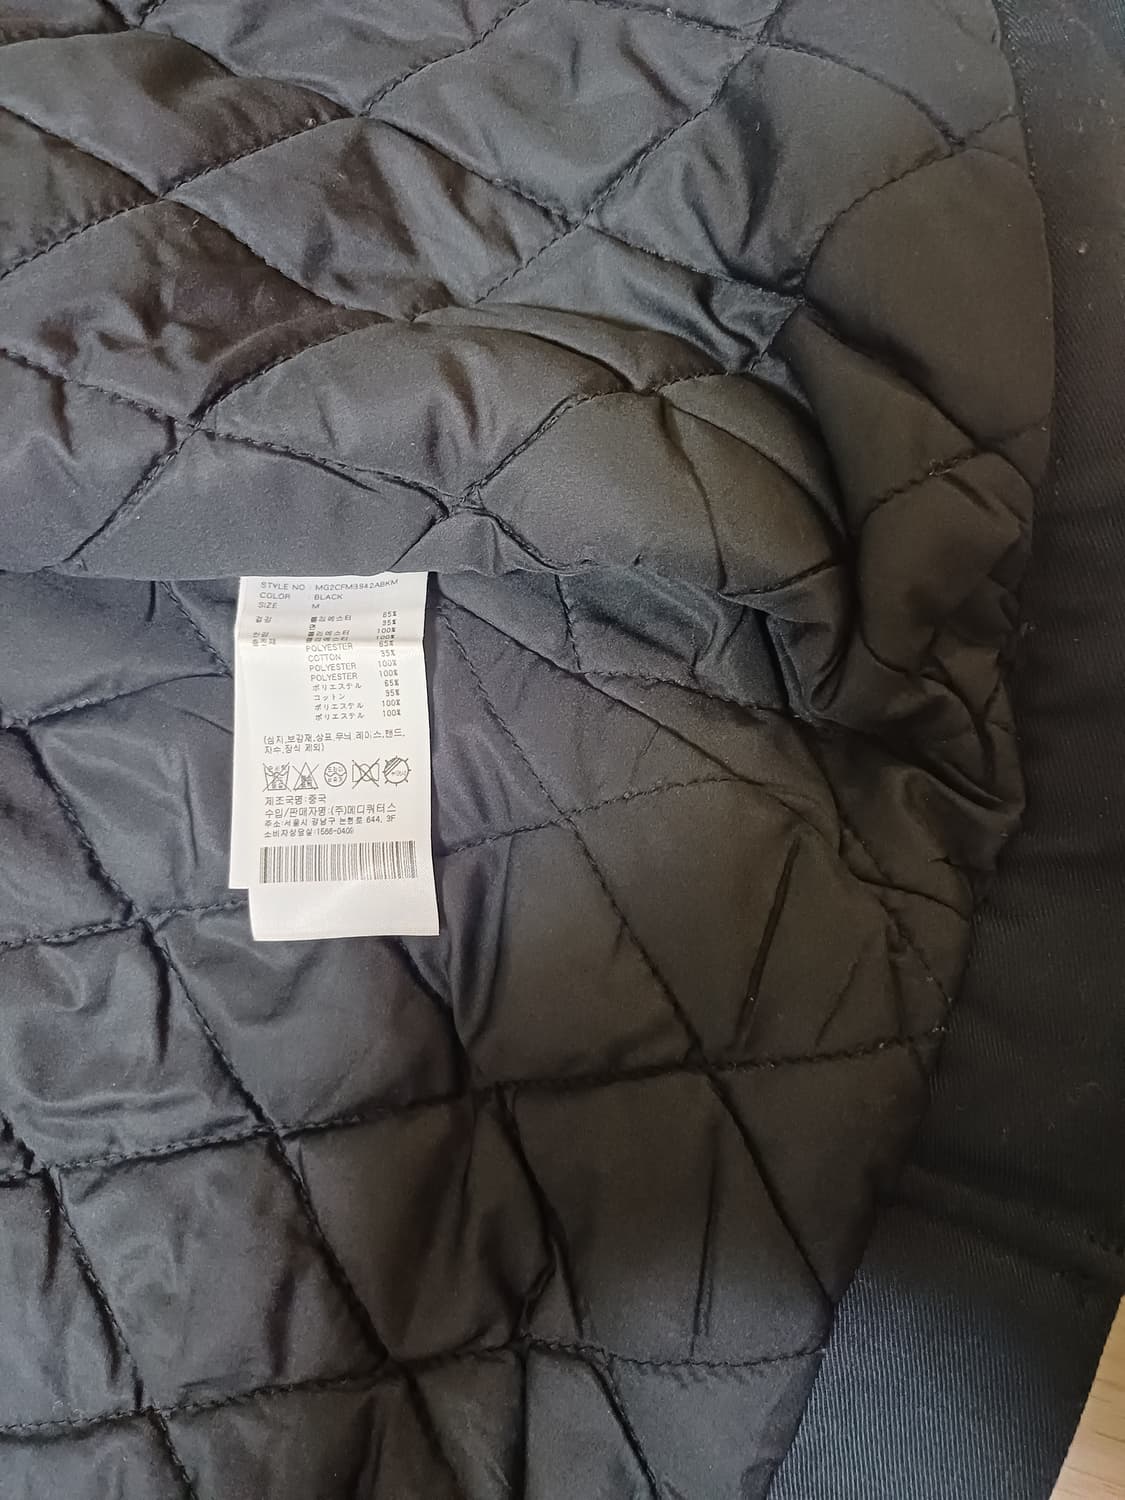 STYLE NO : MG2CFM3942ABKM
COLOR BLACK
SIZE M
겉감 폴리에스터 65%
면 35%
안감 폴리에스터 100%
충전재 폴리에스터 100%
POLYESTER 65%
COTTON 35%
POLYESTER 100%
POLYESTER 100%
ポリエステル 65%
コットン 35%
ポリエステル 100%
ポリエステル 100%
(심지,보강재,상표,무늬,레이스,밴드,
자수,장식 제외)
제조국명:중국
수입/판매자명:(주)메디쿼터스
주소:서울시 강남구 논현로 644, 3F
소비자상담실:1566-0400